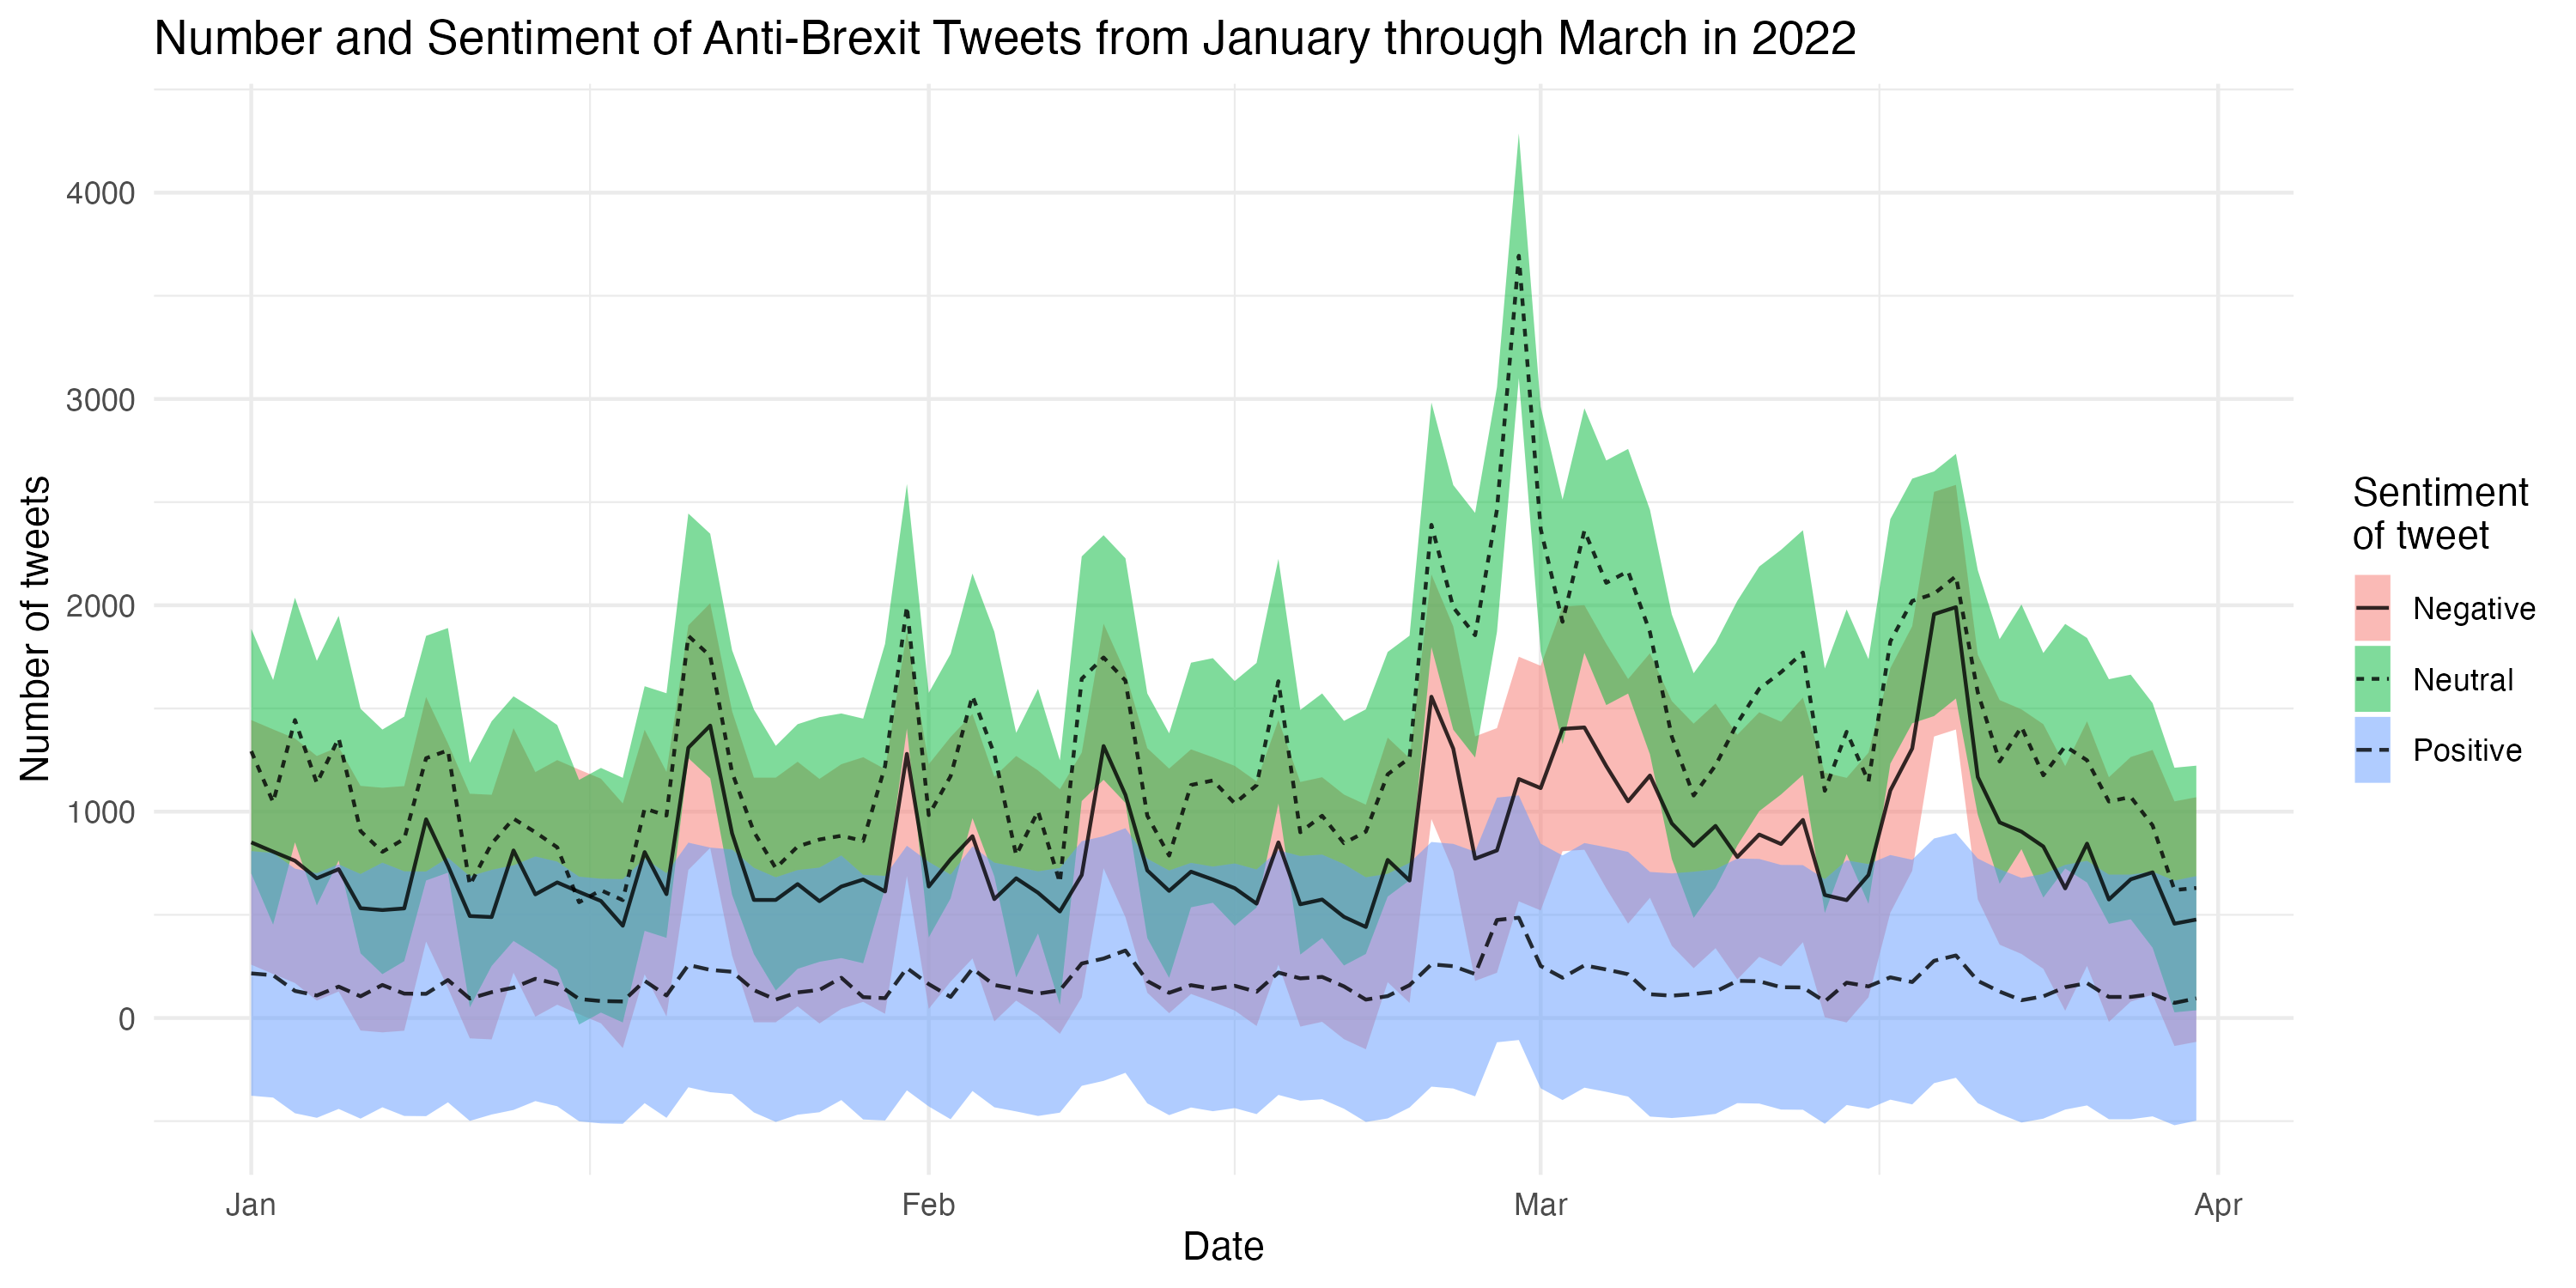 Number and Sentiment of Anti-Brexit Tweets from January through March in 2022
Number of tweets
4000
3000
2000
1000
0
Jan
Feb
Mar
Apr
Date
Sentiment
of tweet
Negative
Neutral
Positive